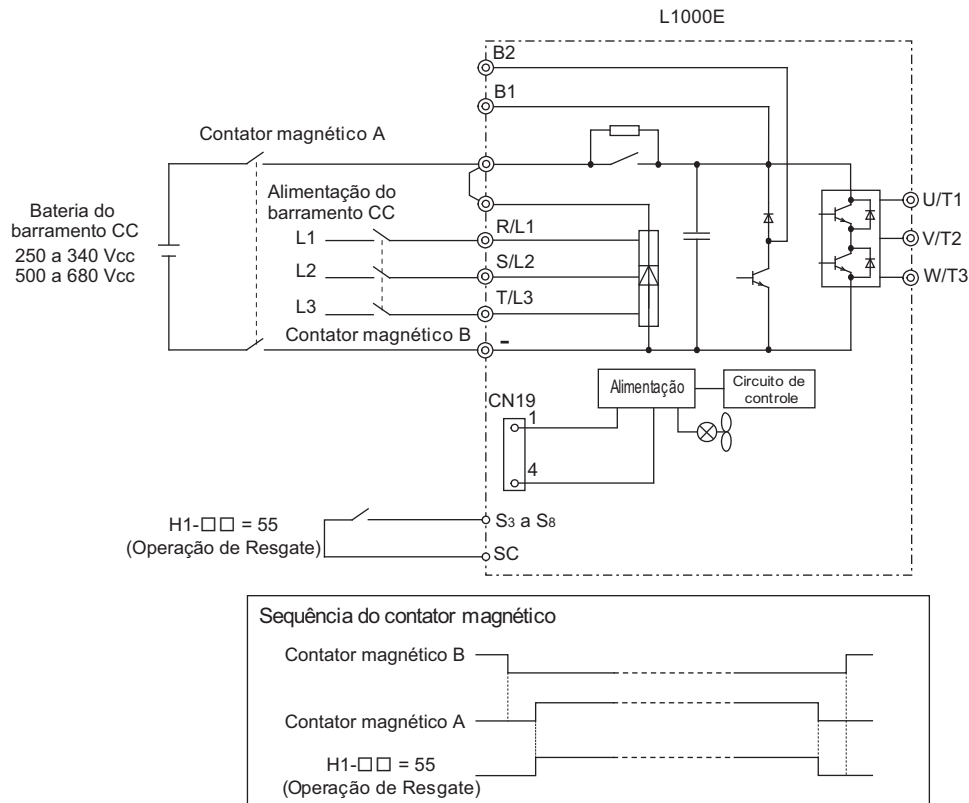 L1000E
B2
B1
Contator magnético A
Alimentação do
barramento CC
Bateria do
barramento CC
250 a 340 Vcc
500 a 680 Vcc
L1
L2
L3
R/L1
S/L2
T/L3
U/T1
V/T2
W/T3
Contator magnético B
-
Alimentação
Circuito de
controle
CN19
1
4
H1-□□ = 55
(Operação de Resgate)
S3 a S8
SC
Sequência do contator magnético
Contator magnético B
Contator magnético A
H1-□□ = 55
(Operação de Resgate)